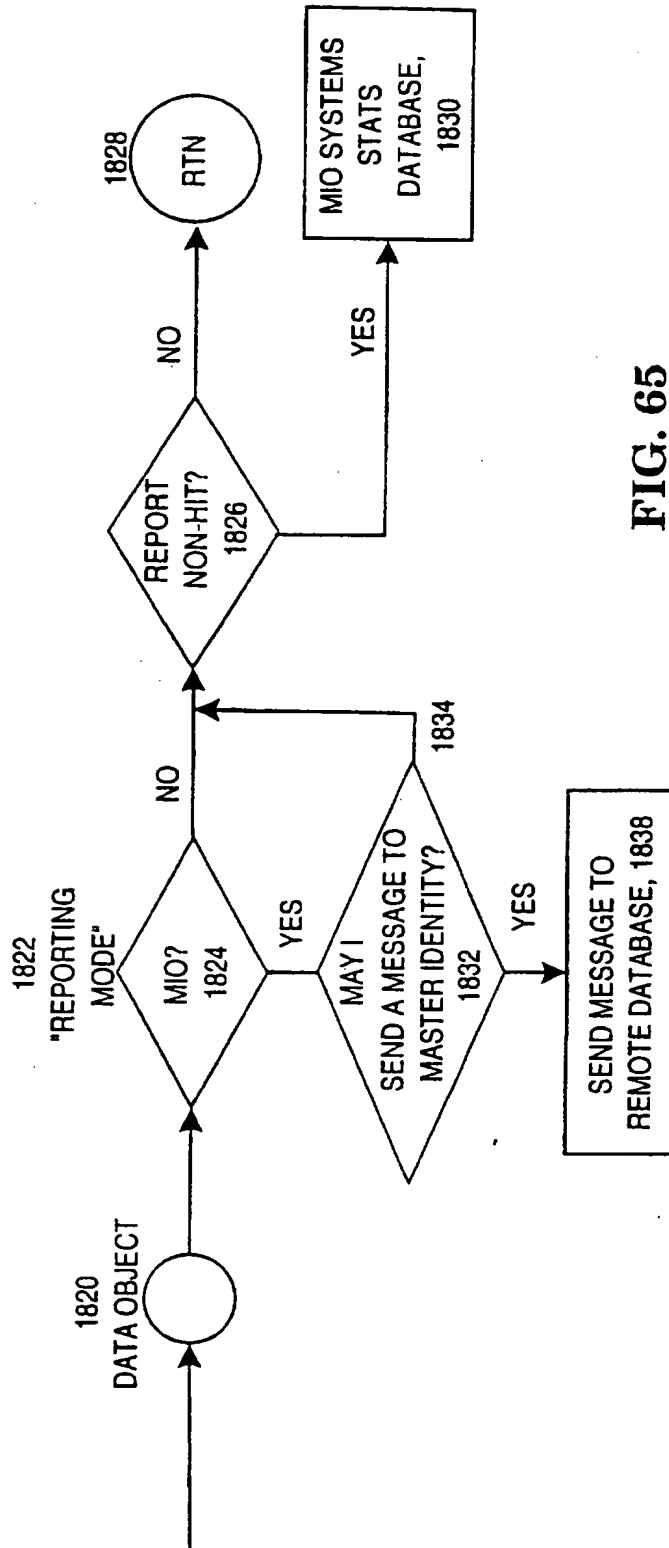 1820
DATA OBJECT
1822
"REPORTING
MODE"
MIO?
1824
NO
YES
MAY I
SEND A MESSAGE TO
MASTER IDENTITY?
1832
1834
YES
SEND MESSAGE TO
REMOTE DATABASE, 1838
REPORT
NON-HIT?
1826
NO
YES
1828
RTN
MIO SYSTEMS
STATS
DATABASE,
1830
FIG. 65